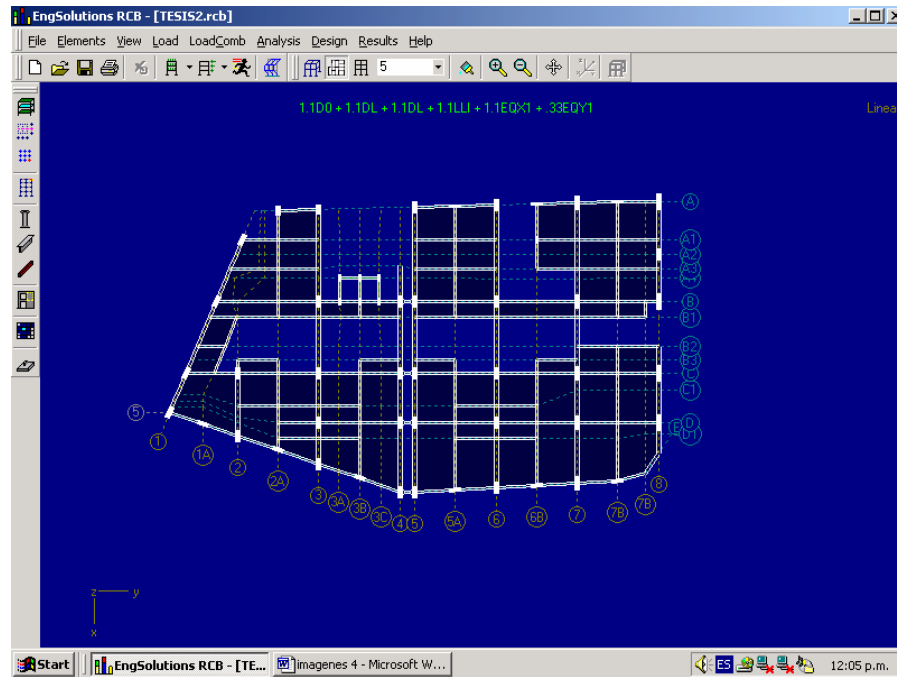 EngSolutions RCB - [TESIS2.rcb]
File Elements View Load LoadComb Analysis Design Results Help
5
1.1D0 + 1.1DL + 1.1DL + 1.1LLI + 1.1EQX1 + .33EQY1
Linea
A
A1
A2
B
B1
B2
B3
C
C1
D
E
D1
5
1
1A
2
2A
3
3A
3B
3C
4
5
5A
6
6B
7
7B
7B
8
z
y
x
Start
EngSolutions RCB - [TE...
imagenes 4 - Microsoft W...
ES
12:05 p.m.